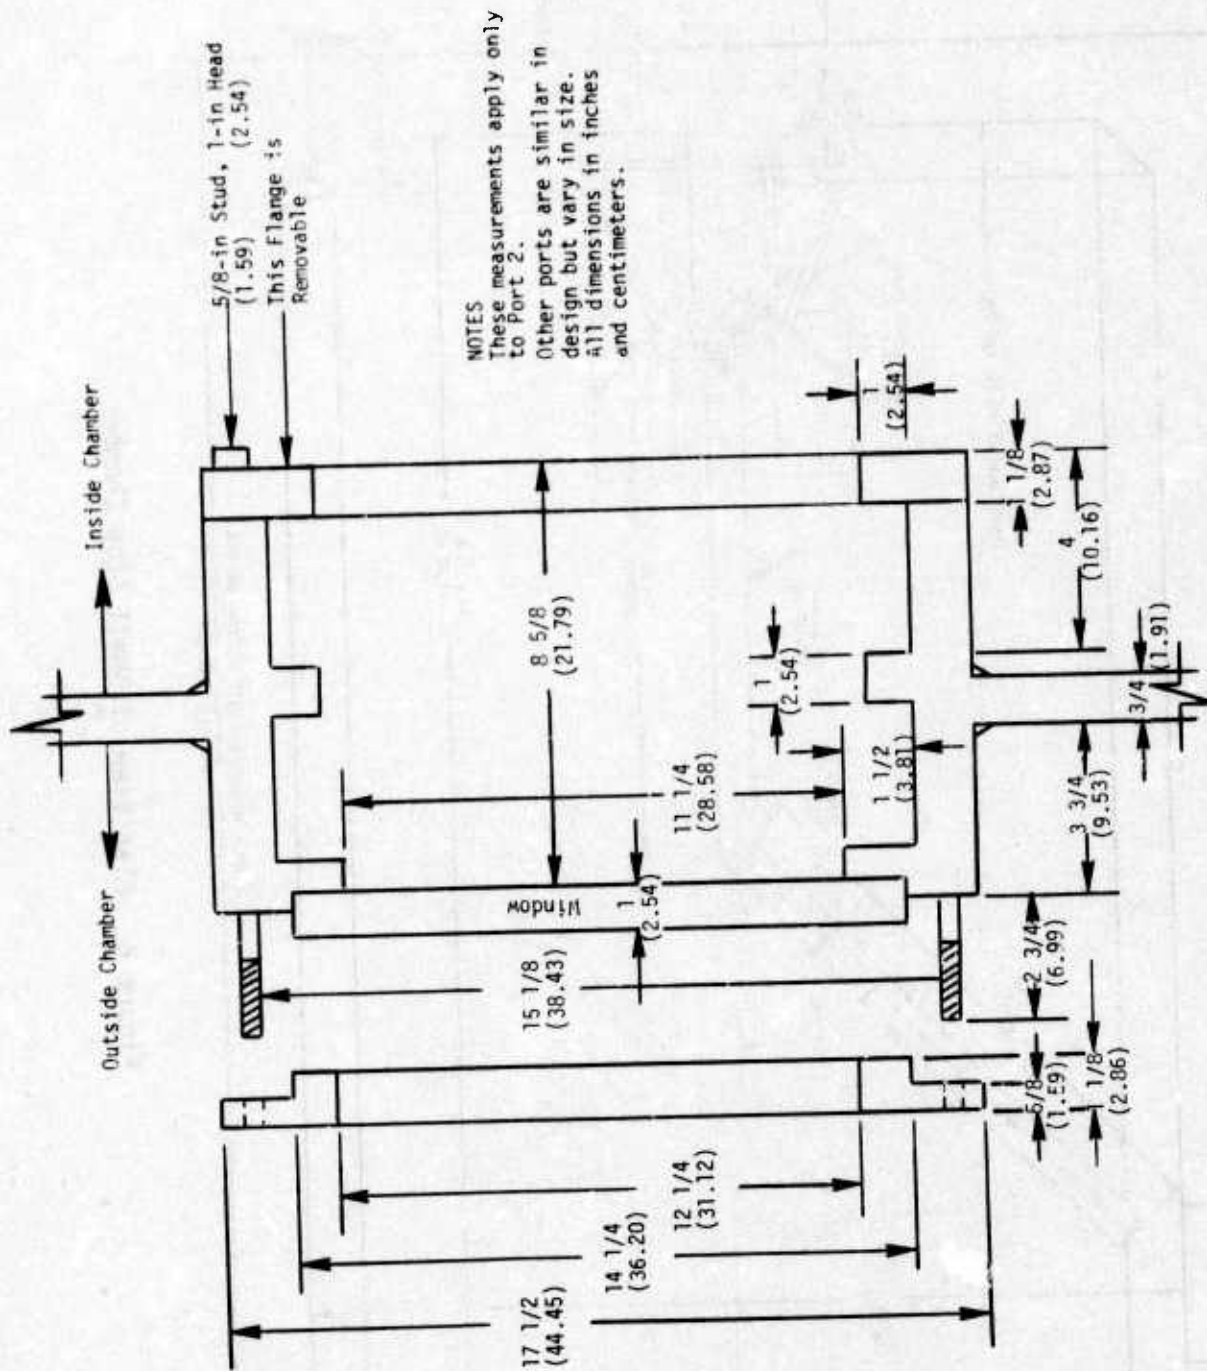 Outside Chamber
Inside Chamber
5/8-in Stud, 1-in Head
(1.59) (2.54)
This Flange is
Removable
NOTES
These measurements apply only
to Port 2.
Other ports are similar in
design but vary in size.
All dimensions in inches
and centimeters.
8 5/8
(21.79)
1
(2.54)
1
(2.54)
1 1/8
(2.87)
4
(10.16)
3/4
(1.91)
11 1/4
(28.58)
1 1/2
(3.81)
3 3/4
(9.53)
Window
1
(2.54)
15 1/8
(38.43)
2 3/4
(6.99)
5/8
(1.59)
1 1/8
(2.86)
12 1/4
(31.12)
14 1/4
(36.20)
17 1/2
(44.45)